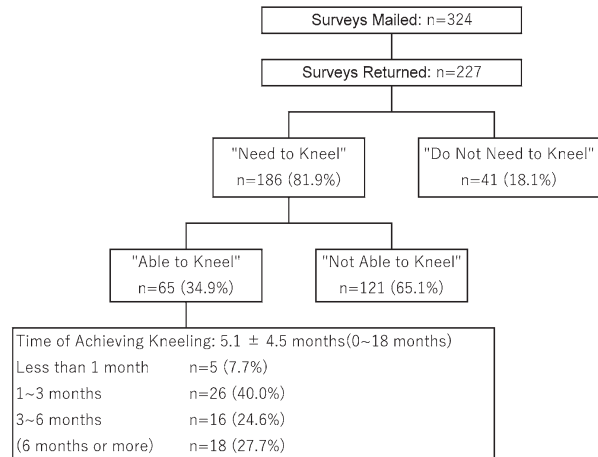 Surveys Mailed: n=324
Surveys Returned: n=227
"Need to Kneel"
n=186 (81.9%)
"Do Not Need to Kneel"
n=41 (18.1%)
"Able to Kneel"
n=65 (34.9%)
"Not Able to Kneel"
n=121 (65.1%)
Time of Achieving Kneeling: 5.1 ± 4.5 months(0~18 months)
Less than 1 month n=5 (7.7%)
1~3 months n=26 (40.0%)
3~6 months n=16 (24.6%)
(6 months or more) n=18 (27.7%)